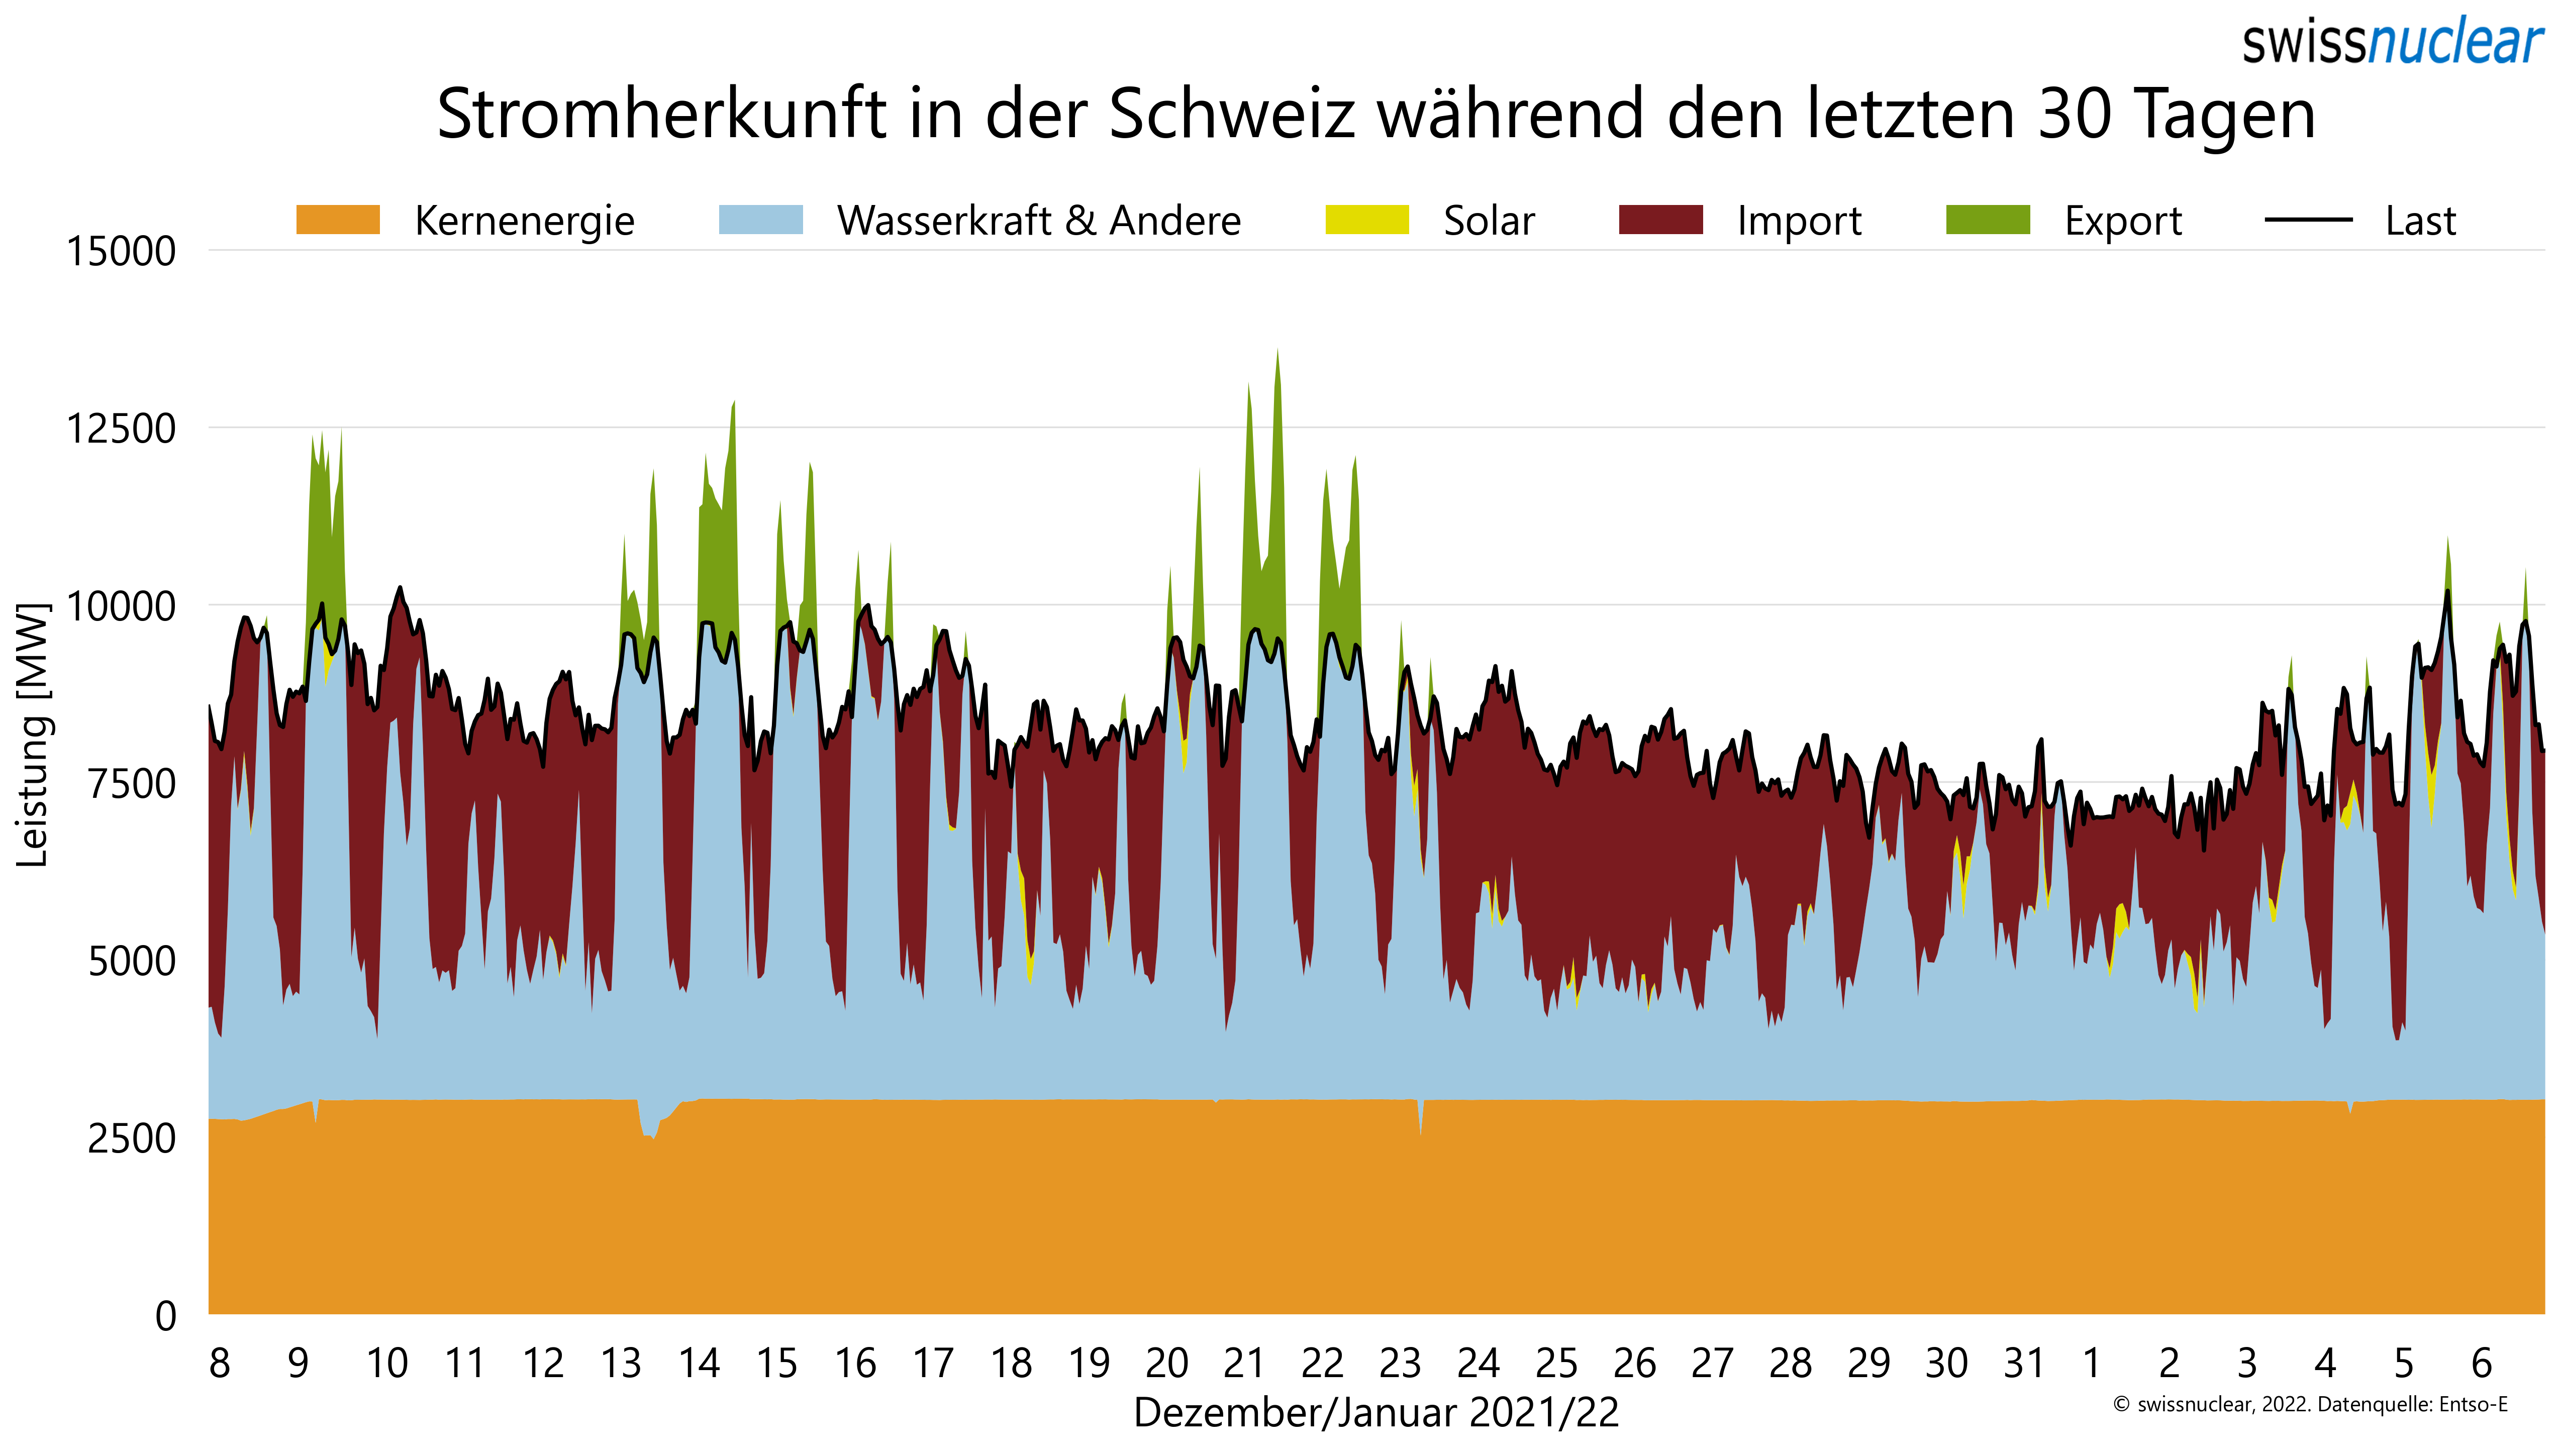 swissnuclear
Stromherkunft in der Schweiz während den letzten 30 Tagen
Kernenergie Wasserkraft & Andere Solar Import Export Last
15000
12500
10000
7500
5000
2500
0
Leistung [MW]
8 9 10 11 12 13 14 15 16 17 18 19 20 21 22 23 24 25 26 27 28 29 30 31 1 2 3 4 5 6
Dezember/Januar 2021/22
© swissnuclear, 2022. Datenquelle: Entso-E